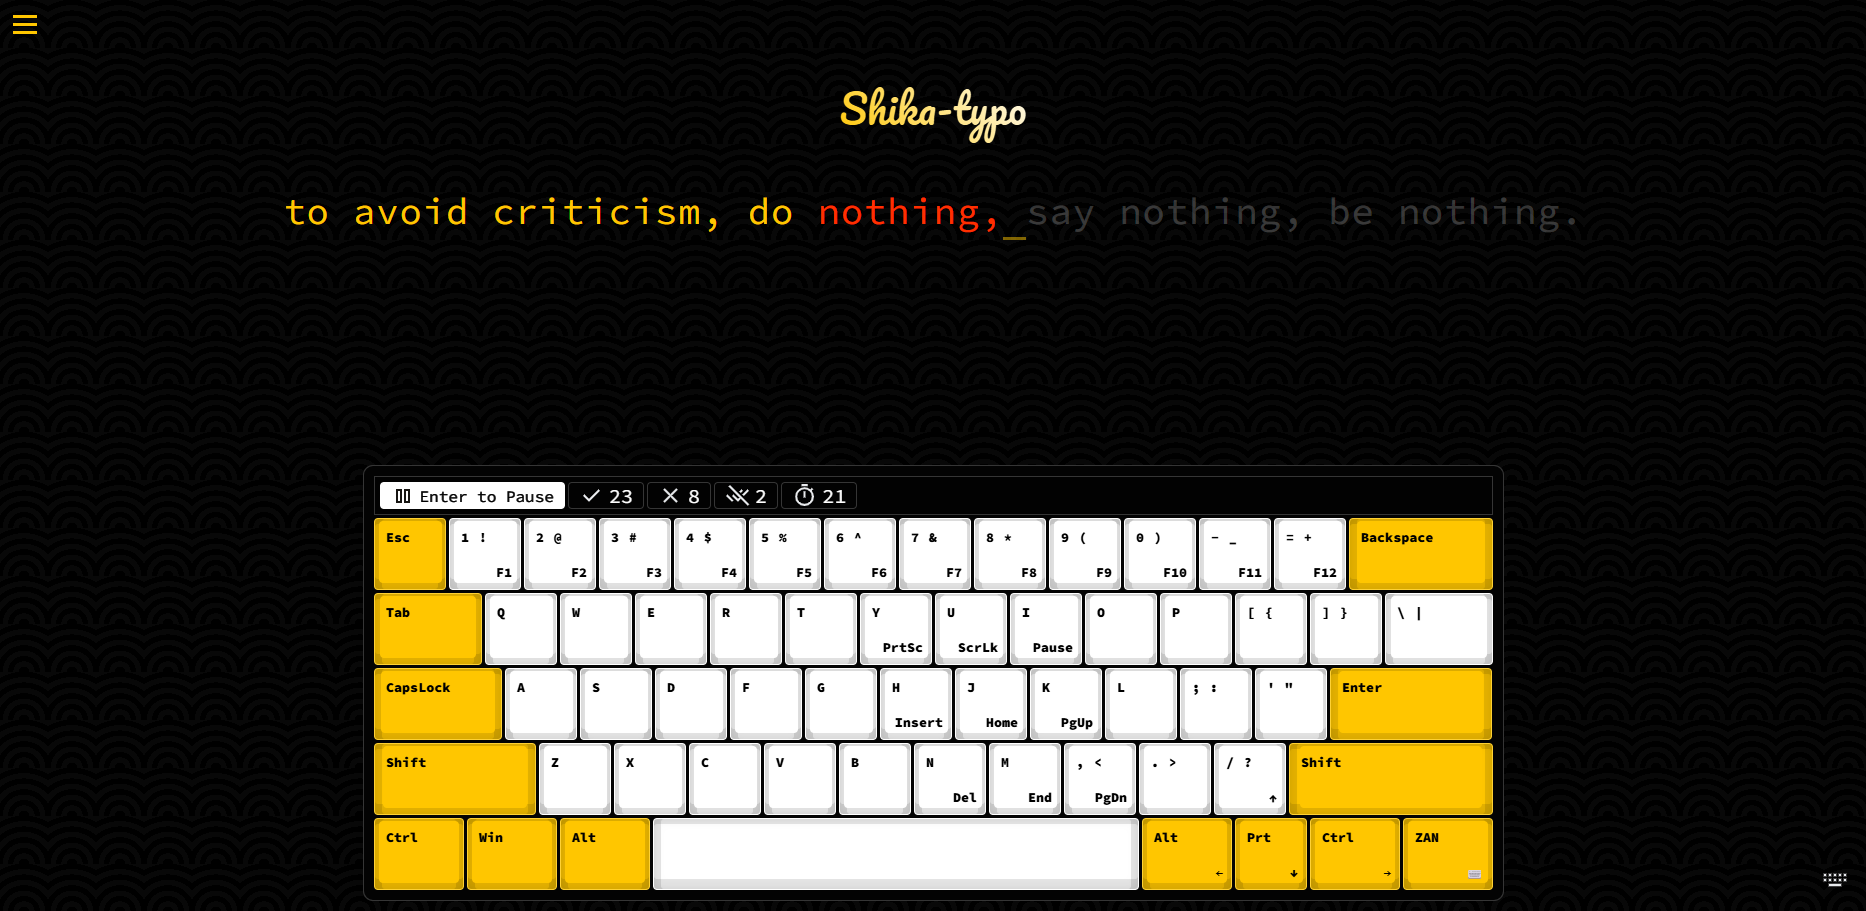 Shika-typo
to avoid criticism, do nothing, say nothing, be nothing.
Enter to Pause 23 8 2 21
Esc 1 ! F1 2 @ F2 3 # F3 4 $ F4 5 % F5 6 ^ F6 7 & F7 8 * F8 9 ( F9 0 ) F10 - _ F11 = + F12 Backspace
Tab Q W E R T Y PrtSc U ScrLk I Pause O P [ { ] } \ |
CapsLock A S D F G H Insert J Home K PgUp L ; : ' " Enter
Shift Z X C V B N Del M End , < PgDn . > / ? ↑ Shift
Ctrl Win Alt Alt ← Prt ↓ Ctrl → ZAN